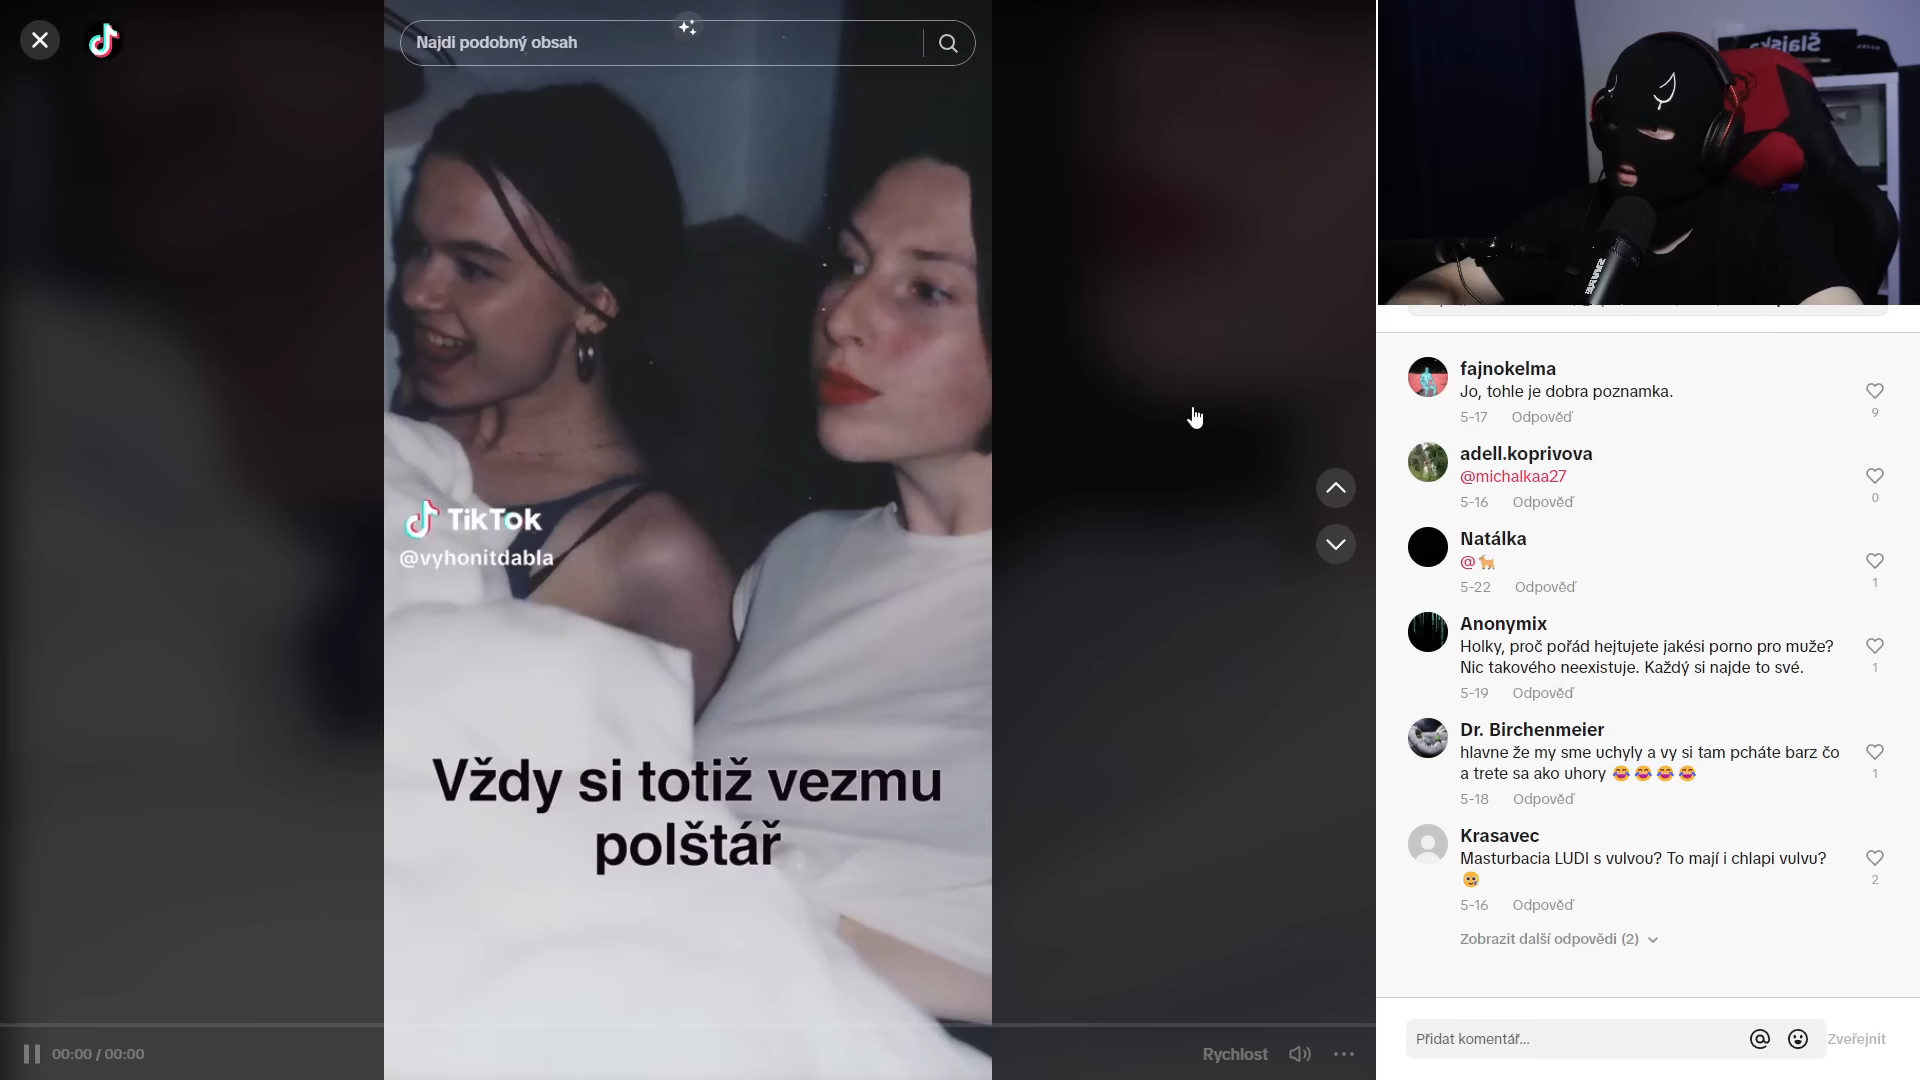 Najdi podobný obsah
TikTok
@vyhonitdabla
Vždy si totiž vezmu
polštář
00:00 / 00:00
Rychlost
fajnokelma
Jo, tohle je dobra poznamka.
9
5-17 Odpověď
adell.koprivova
@michalkaa27
0
5-16 Odpověď
Natálka
@🐕
1
5-22 Odpověď
Anonymix
Holky, proč pořád hejtujete jakési porno pro muže?
Nic takového neexistuje. Každý si najde to své.
1
5-19 Odpověď
Dr. Birchenmeier
hlavne že my sme uchyly a vy si tam pcháte barz čo
a trete sa ako uhory 😂😂😂😂
1
5-18 Odpověď
Krasavec
Masturbacia LUDI s vulvou? To mají i chlapi vulvu?
2
5-16 Odpověď
Zobrazit další odpovědi (2)
Přidat komentář...
Zveřejnit